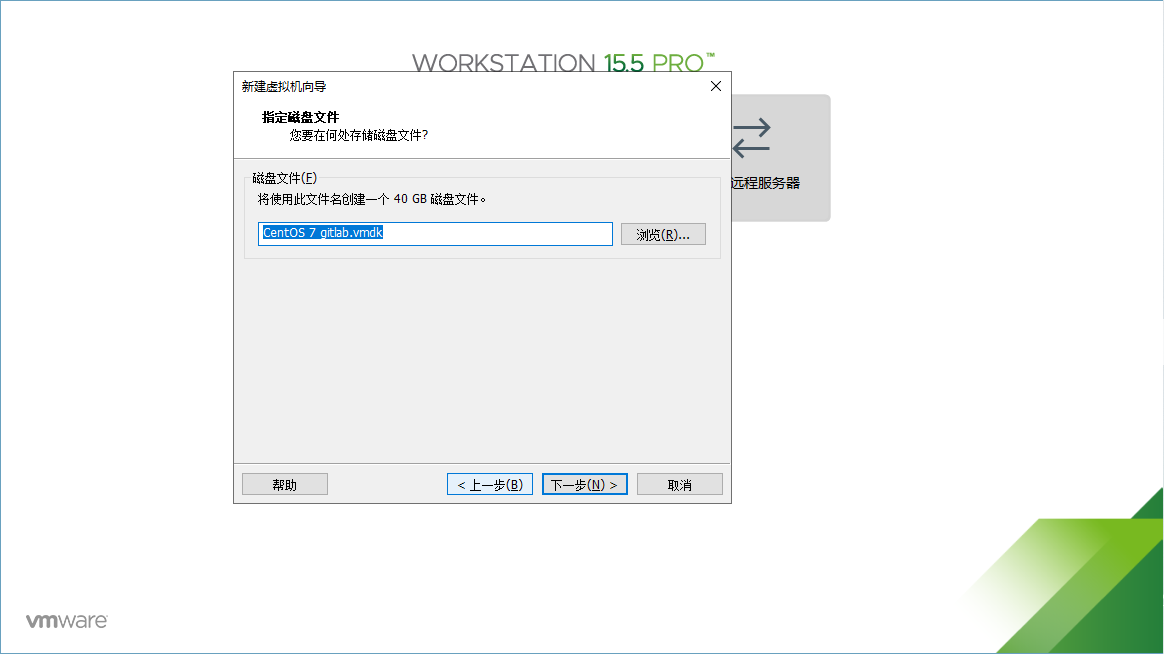 WORKSTATION 15.5 PRO™
新建虚拟机向导
指定磁盘文件
您要在何处存储磁盘文件?
远程服务器
磁盘文件(F)
将使用此文件名创建一个 40 GB 磁盘文件。
CentOS 7 gitlab.vmdk
浏览(R)...
帮助
< 上一步(B)
下一步(N) >
取消
vmware